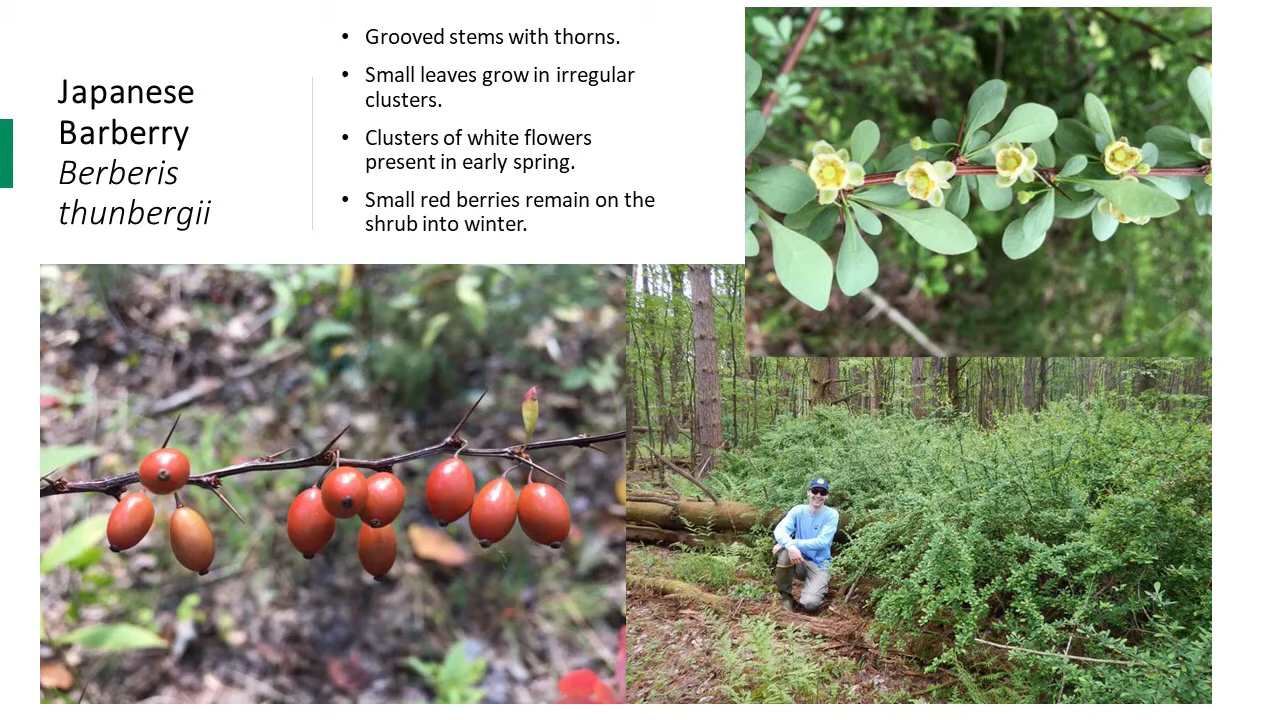 Japanese
Barberry
Berberis
thunbergii
• Grooved stems with thorns.
• Small leaves grow in irregular
clusters.
• Clusters of white flowers
present in early spring.
• Small red berries remain on the
shrub into winter.